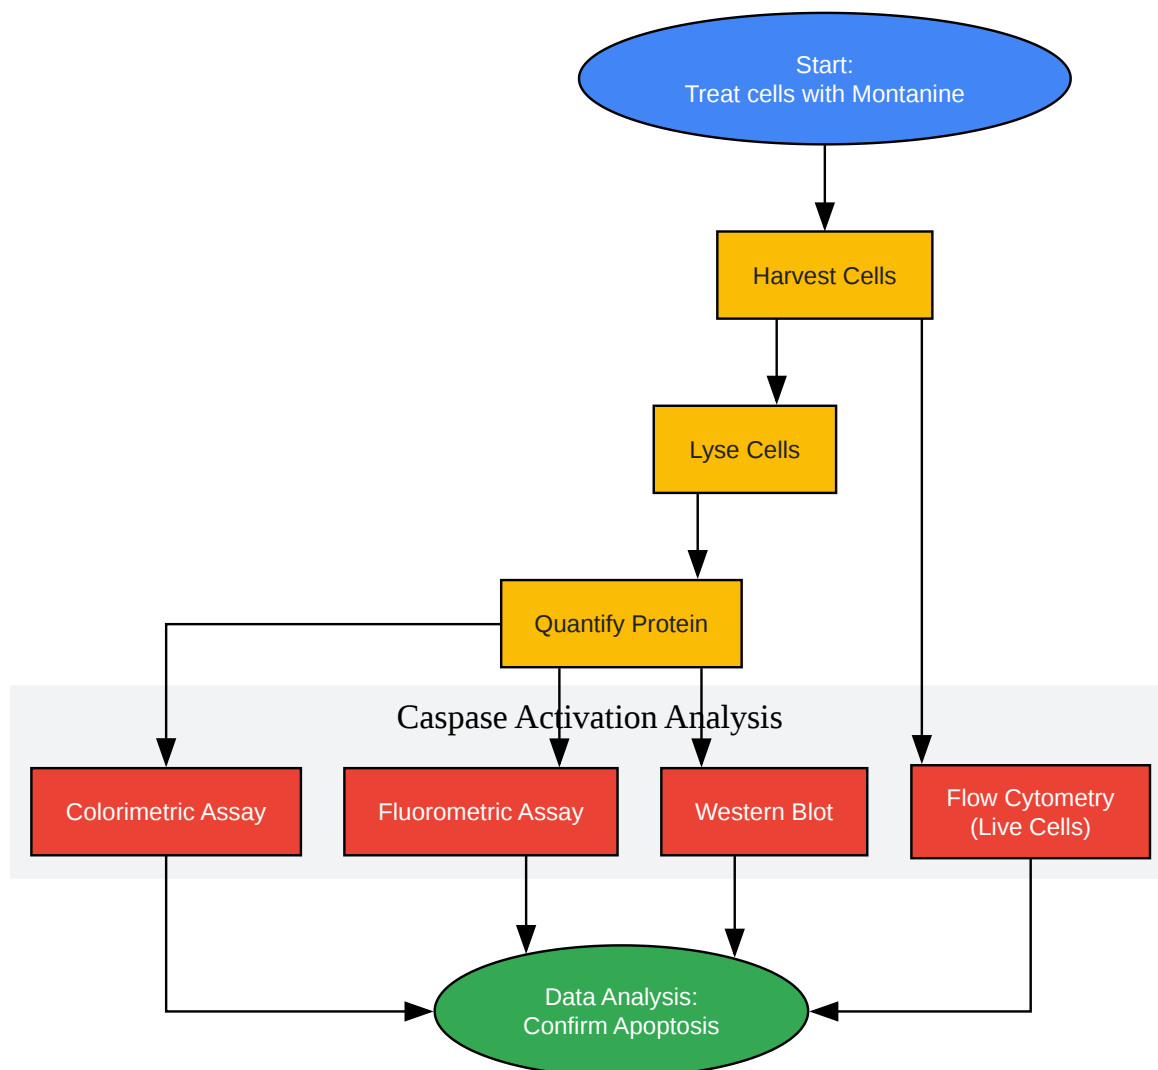 Start:
Treat cells with Montanine
Harvest Cells
Lyse Cells
Quantify Protein
Caspase Activation Analysis
Colorimetric Assay
Fluorometric Assay
Western Blot
Flow Cytometry
(Live Cells)
Data Analysis:
Confirm Apoptosis